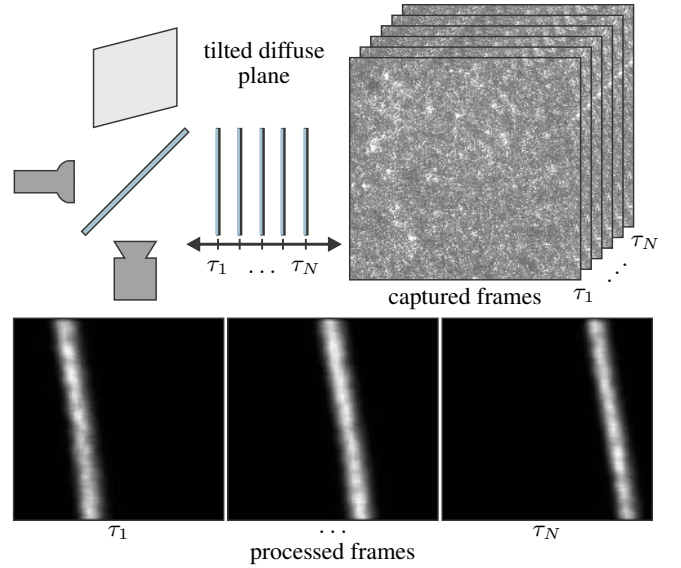 tilted diffuse
plane
τ1 ... τN
τN
...
τ1
captured frames
τ1 ... τN
processed frames